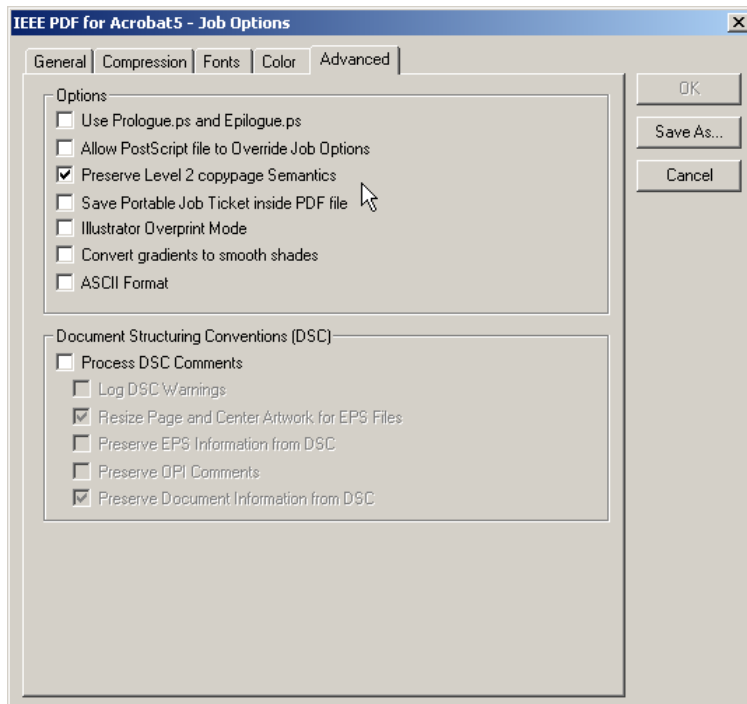 IEEE PDF for Acrobat5 - Job Options
General Compression Fonts Color Advanced
Options
Use Prologue.ps and Epilogue.ps
Allow PostScript file to Override Job Options
Preserve Level 2 copypage Semantics
Save Portable Job Ticket inside PDF file
Illustrator Overprint Mode
Convert gradients to smooth shades
ASCII Format
Document Structuring Conventions (DSC)
Process DSC Comments
Log DSC Warnings
Resize Page and Center Artwork for EPS Files
Preserve EPS Information from DSC
Preserve OPI Comments
Preserve Document Information from DSC
OK
Save As...
Cancel